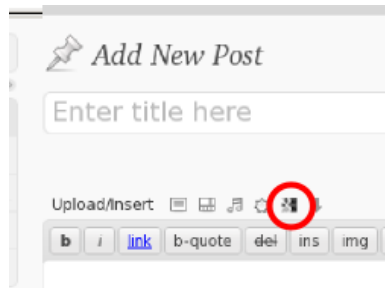 Add New Post
Enter title here
Upload/Insert
b i link b-quote del ins img